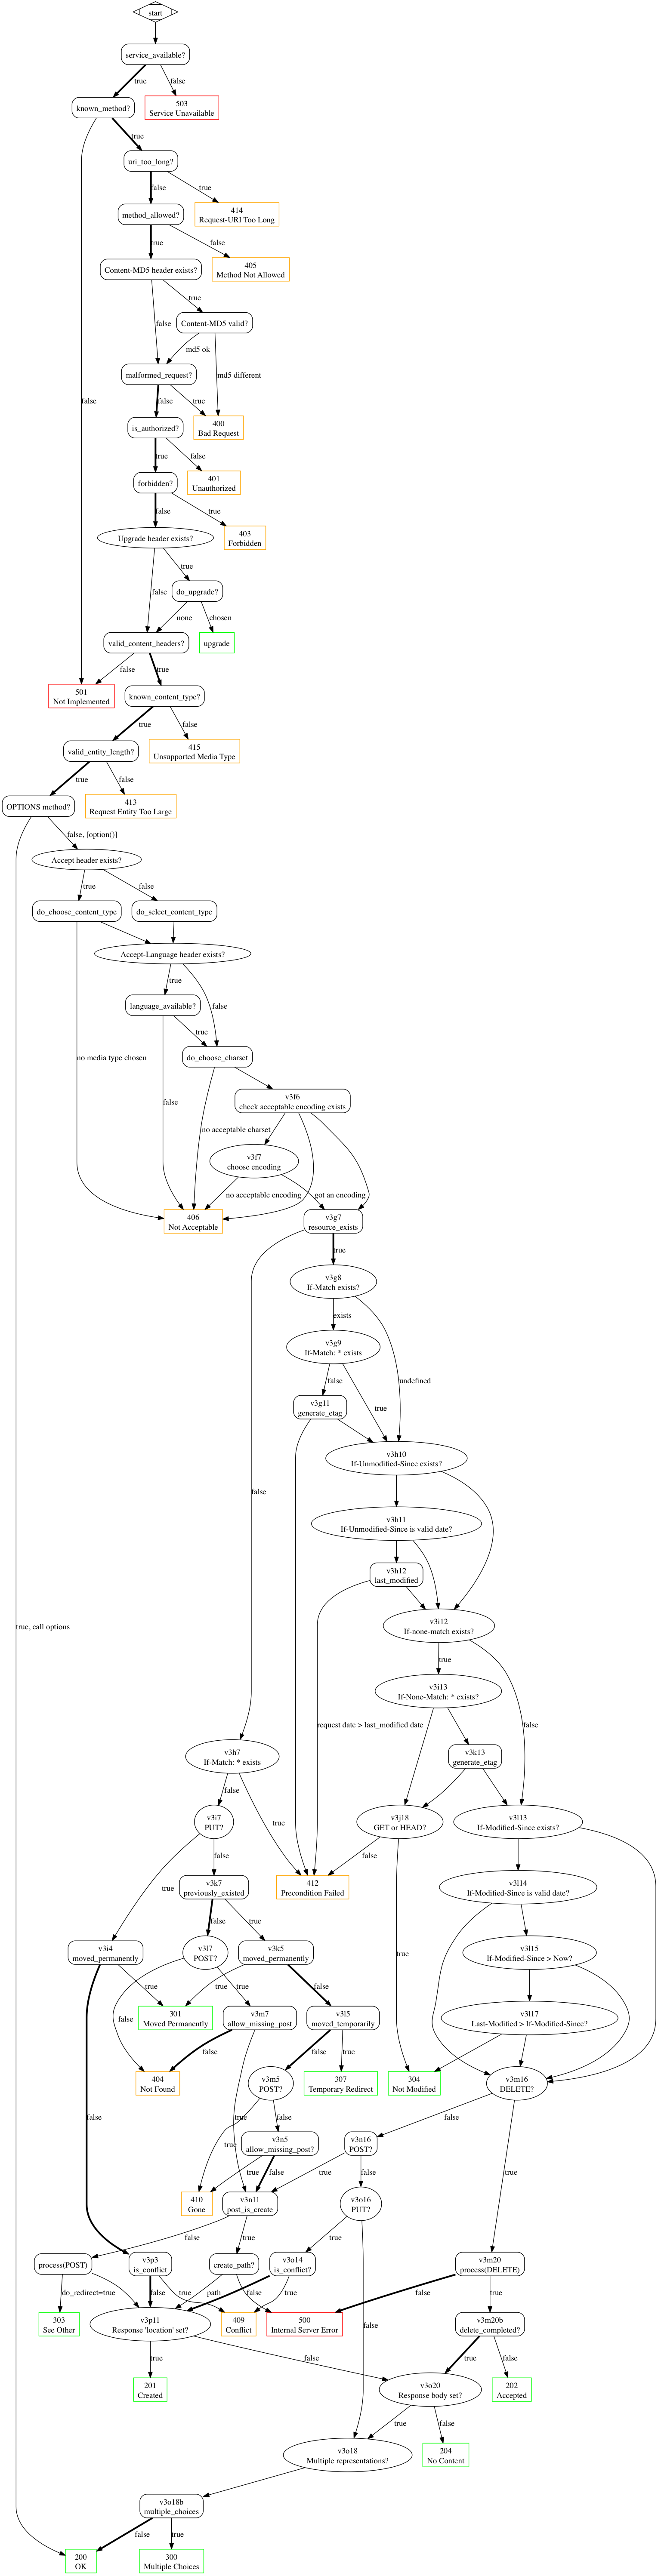 start
service_available?
true
false
known_method?
503
Service Unavailable
true
uri_too_long?
false
true
method_allowed?
414
Request-URI Too Long
true
false
Content-MD5 header exists?
405
Method Not Allowed
true
false
Content-MD5 valid?
md5 ok
malformed_request?
md5 different
false
false
true
is_authorized?
400
Bad Request
true
false
forbidden?
401
Unauthorized
false
true
Upgrade header exists?
403
Forbidden
true
false
do_upgrade?
none
chosen
valid_content_headers?
upgrade
false
true
501
Not Implemented
known_content_type?
true
false
valid_entity_length?
415
Unsupported Media Type
true
false
OPTIONS method?
413
Request Entity Too Large
false, [option()]
Accept header exists?
true
false
do_choose_content_type
do_select_content_type
Accept-Language header exists?
true
false
language_available?
true
no media type chosen
do_choose_charset
false
v3f6
check acceptable encoding exists
no acceptable charset
v3f7
choose encoding
no acceptable encoding
got an encoding
406
Not Acceptable
v3g7
resource_exists
true
v3g8
If-Match exists?
exists
v3g9
If-Match: * exists
false
undefined
true
v3g11
generate_etag
v3h10
If-Unmodified-Since exists?
false
v3h11
If-Unmodified-Since is valid date?
v3h12
last_modified
v3i12
If-none-match exists?
true, call options
true
v3i13
If-None-Match: * exists?
request date > last_modified date
false
v3h7
If-Match: * exists
v3k13
generate_etag
false
true
v3i7
PUT?
v3j18
GET or HEAD?
v3l13
If-Modified-Since exists?
false
false
true
v3k7
previously_existed
412
Precondition Failed
v3l14
If-Modified-Since is valid date?
false
true
v3i4
moved_permanently
v3l7
POST?
v3k5
moved_permanently
v3l15
If-Modified-Since > Now?
true
true
true
false
true
false
301
Moved Permanently
v3m7
allow_missing_post
v3l5
moved_temporarily
v3l17
Last-Modified > If-Modified-Since?
false
false
true
404
Not Found
v3m5
POST?
307
Temporary Redirect
304
Not Modified
v3m16
DELETE?
false
true
true
false
false
v3n5
allow_missing_post?
v3n16
POST?
true
false
true
false
true
410
Gone
v3n11
post_is_create
v3o16
PUT?
false
true
true
process(POST)
v3p3
is_conflict
create_path?
v3o14
is_conflict?
v3m20
process(DELETE)
do_redirect=true
false
true
path
false
true
false
true
303
See Other
v3p11
Response 'location' set?
409
Conflict
500
Internal Server Error
false
v3m20b
delete_completed?
true
false
true
false
201
Created
v3o20
Response body set?
202
Accepted
true
false
v3o18
Multiple representations?
204
No Content
v3o18b
multiple_choices
false
true
200
OK
300
Multiple Choices